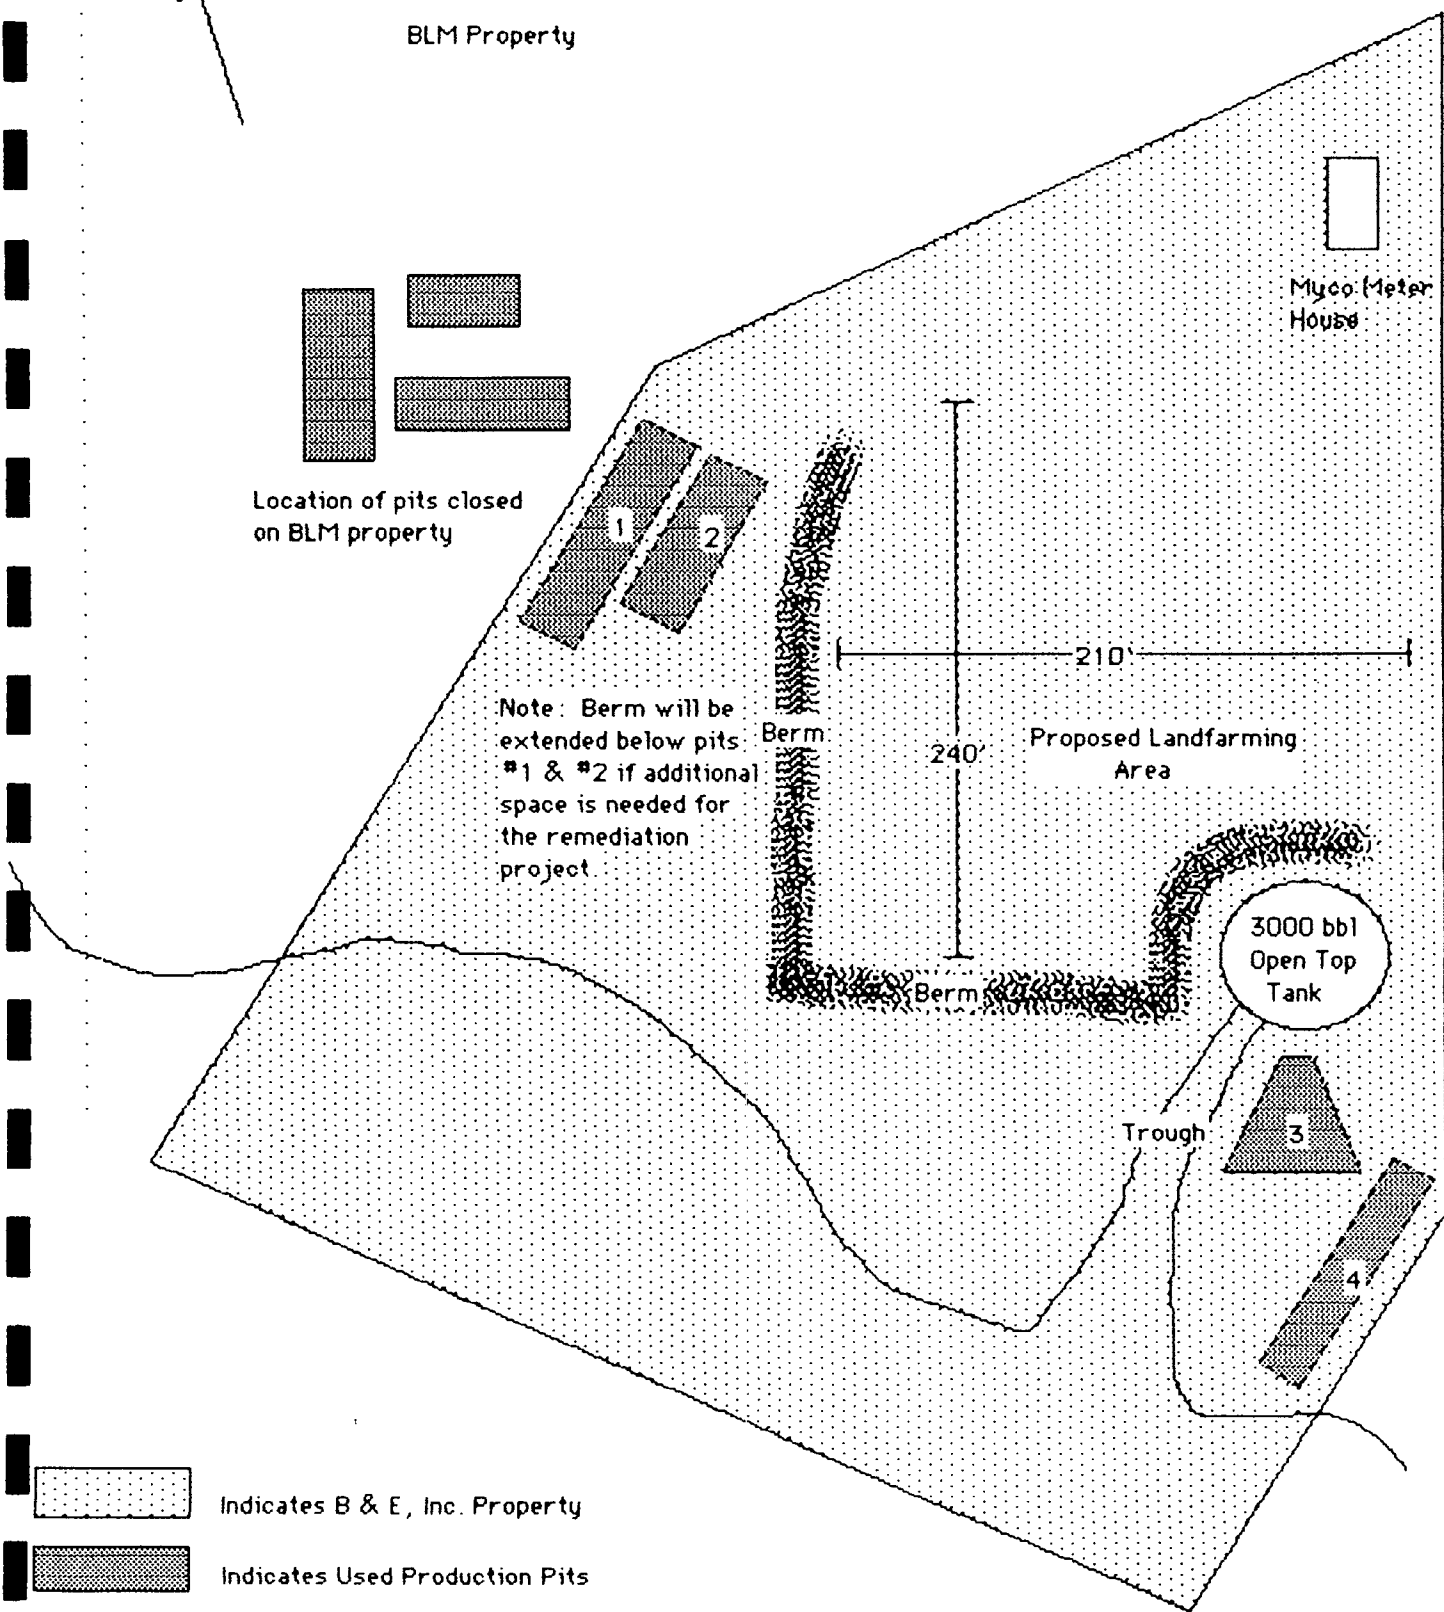 BLM Property
Myco Meter
House
Location of pits closed
on BLM property
1
2
210'
Note: Berm will be
extended below pits
#1 & #2 if additional
space is needed for
the remediation
project
Berm
240'
Proposed Landfarming
Area
3000 bbl
Open Top
Tank
Berm
Trough
3
4
Indicates B & E, Inc. Property
Indicates Used Production Pits